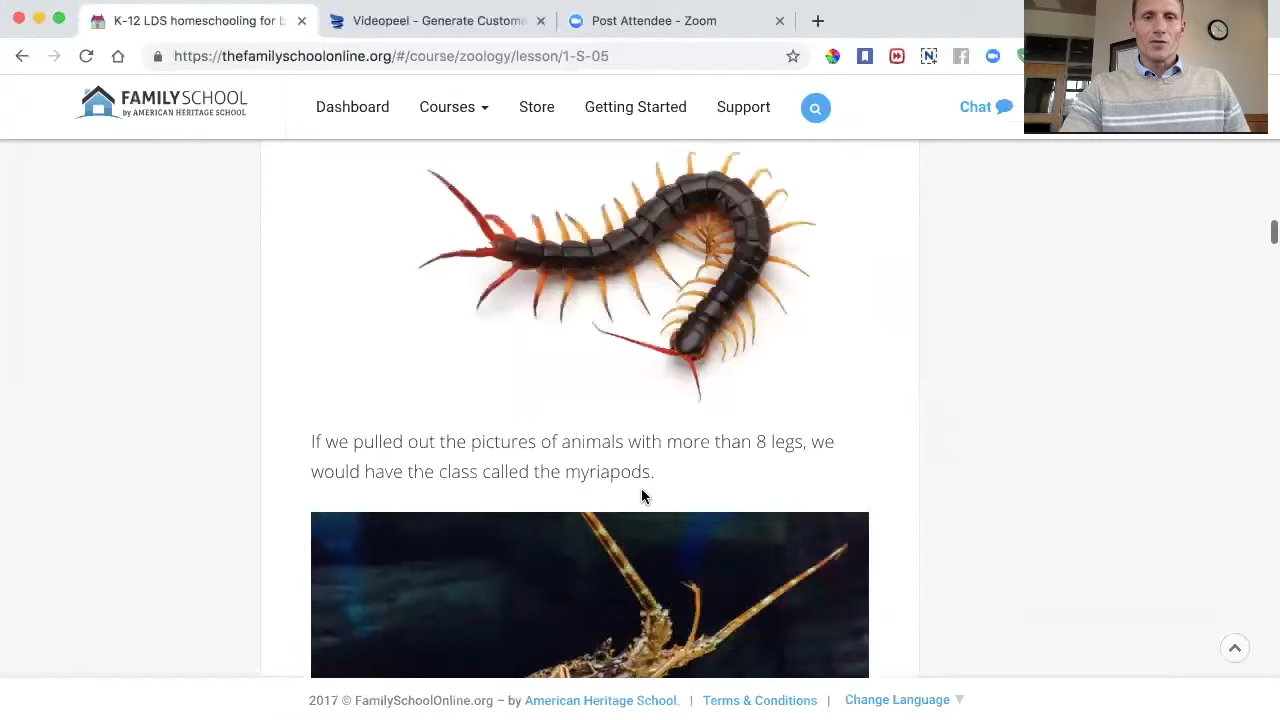 K-12 LDS homeschooling for b
Videopeel - Generate Custome
Post Attendee - Zoom
https://thefamilyschoolonline.org/#/course/zoology/lesson/1-S-05
FAMILYSCHOOL
by AMERICAN HERITAGE SCHOOL
Dashboard
Courses
Store
Getting Started
Support
Chat
If we pulled out the pictures of animals with more than 8 legs, we
would have the class called the myriapods.
2017 © FamilySchoolOnline.org – by American Heritage School. | Terms & Conditions | Change Language